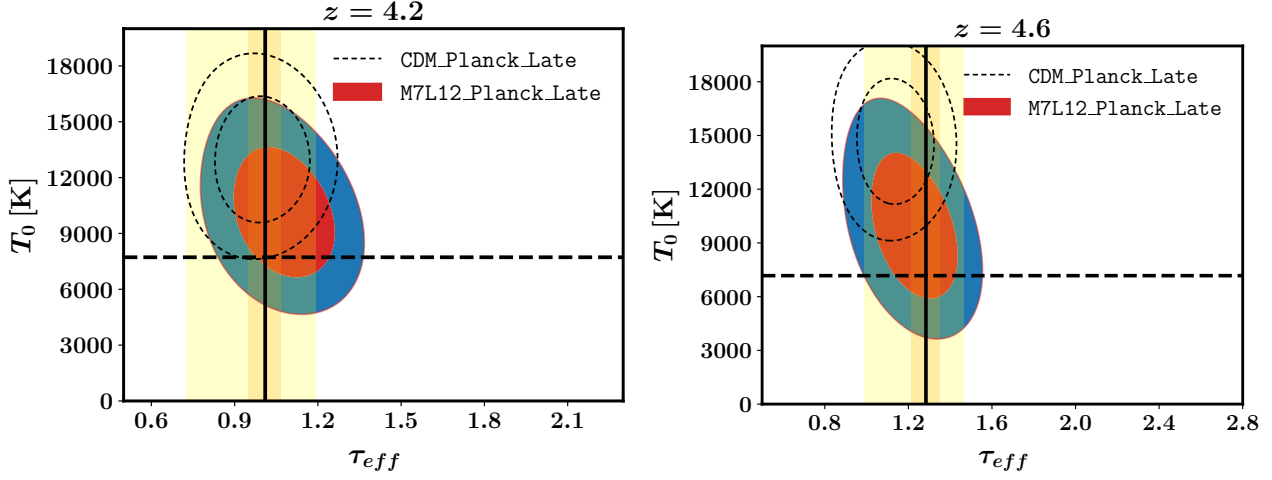 z = 4.2
CDM_Planck_Late
M7L12_Planck_Late
T₀ [K]
18000
15000
12000
9000
6000
3000
0
0.6 0.9 1.2 1.5 1.8 2.1
τ_eff
z = 4.6
CDM_Planck_Late
M7L12_Planck_Late
T₀ [K]
18000
15000
12000
9000
6000
3000
0
0.8 1.2 1.6 2.0 2.4 2.8
τ_eff